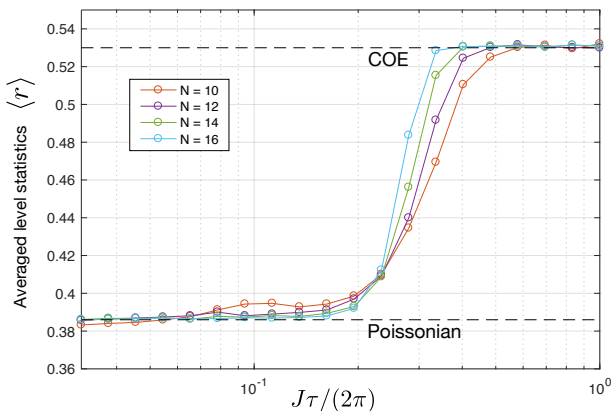 0.54
0.52
0.5
0.48
0.46
0.44
0.42
0.4
0.38
0.36
Averaged level statistics ⟨r⟩
COE
N = 10
N = 12
N = 14
N = 16
Poissonian
10⁻¹
10⁰
Jτ/(2π)